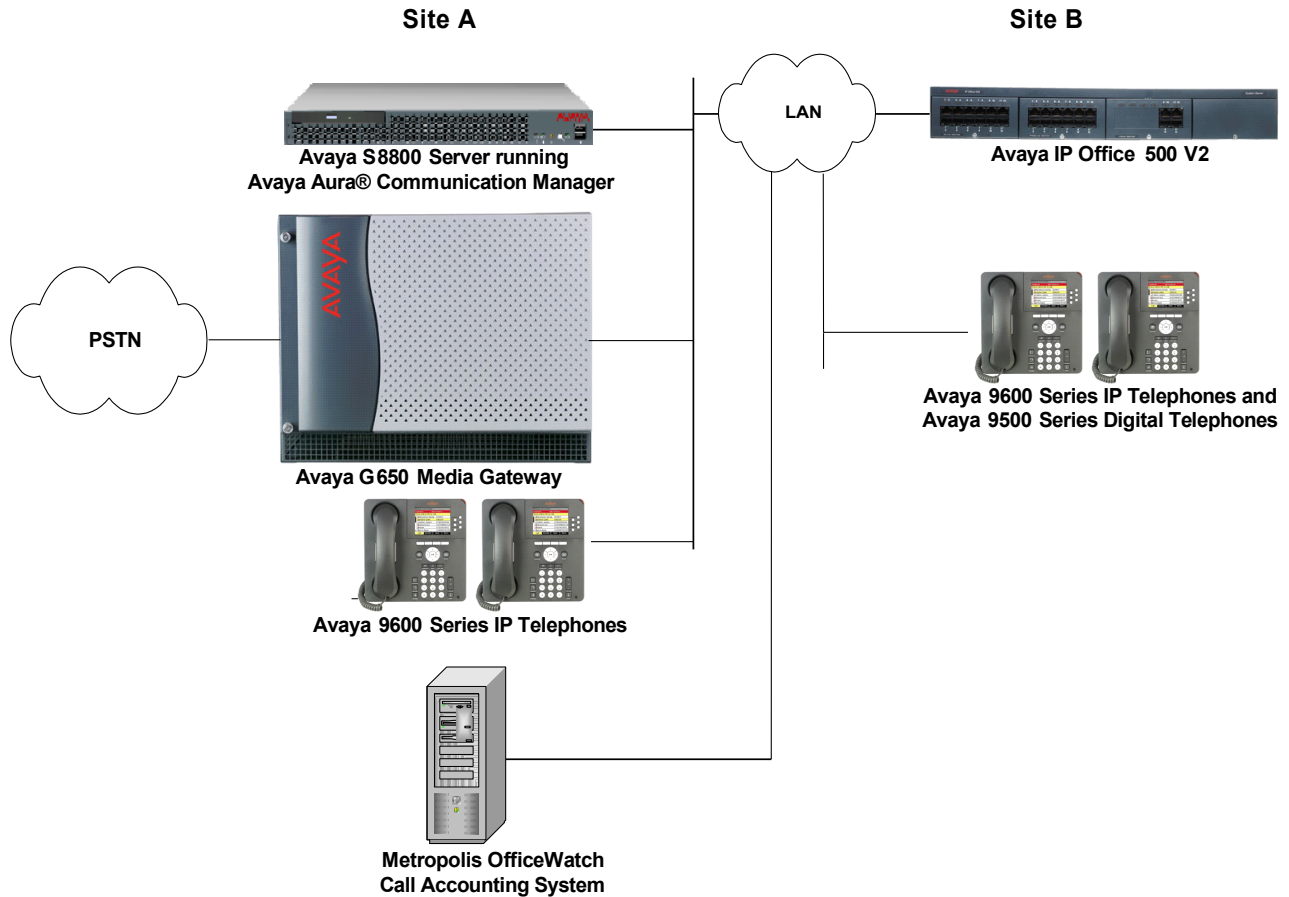 Site A
Site B
LAN
AVAYA
Avaya S8800 Server running
Avaya Aura® Communication Manager
Avaya IP Office 500 V2
AVAYA
PSTN
Avaya G650 Media Gateway
Avaya 9600 Series IP Telephones and
Avaya 9500 Series Digital Telephones
Avaya 9600 Series IP Telephones
Metropolis OfficeWatch
Call Accounting System